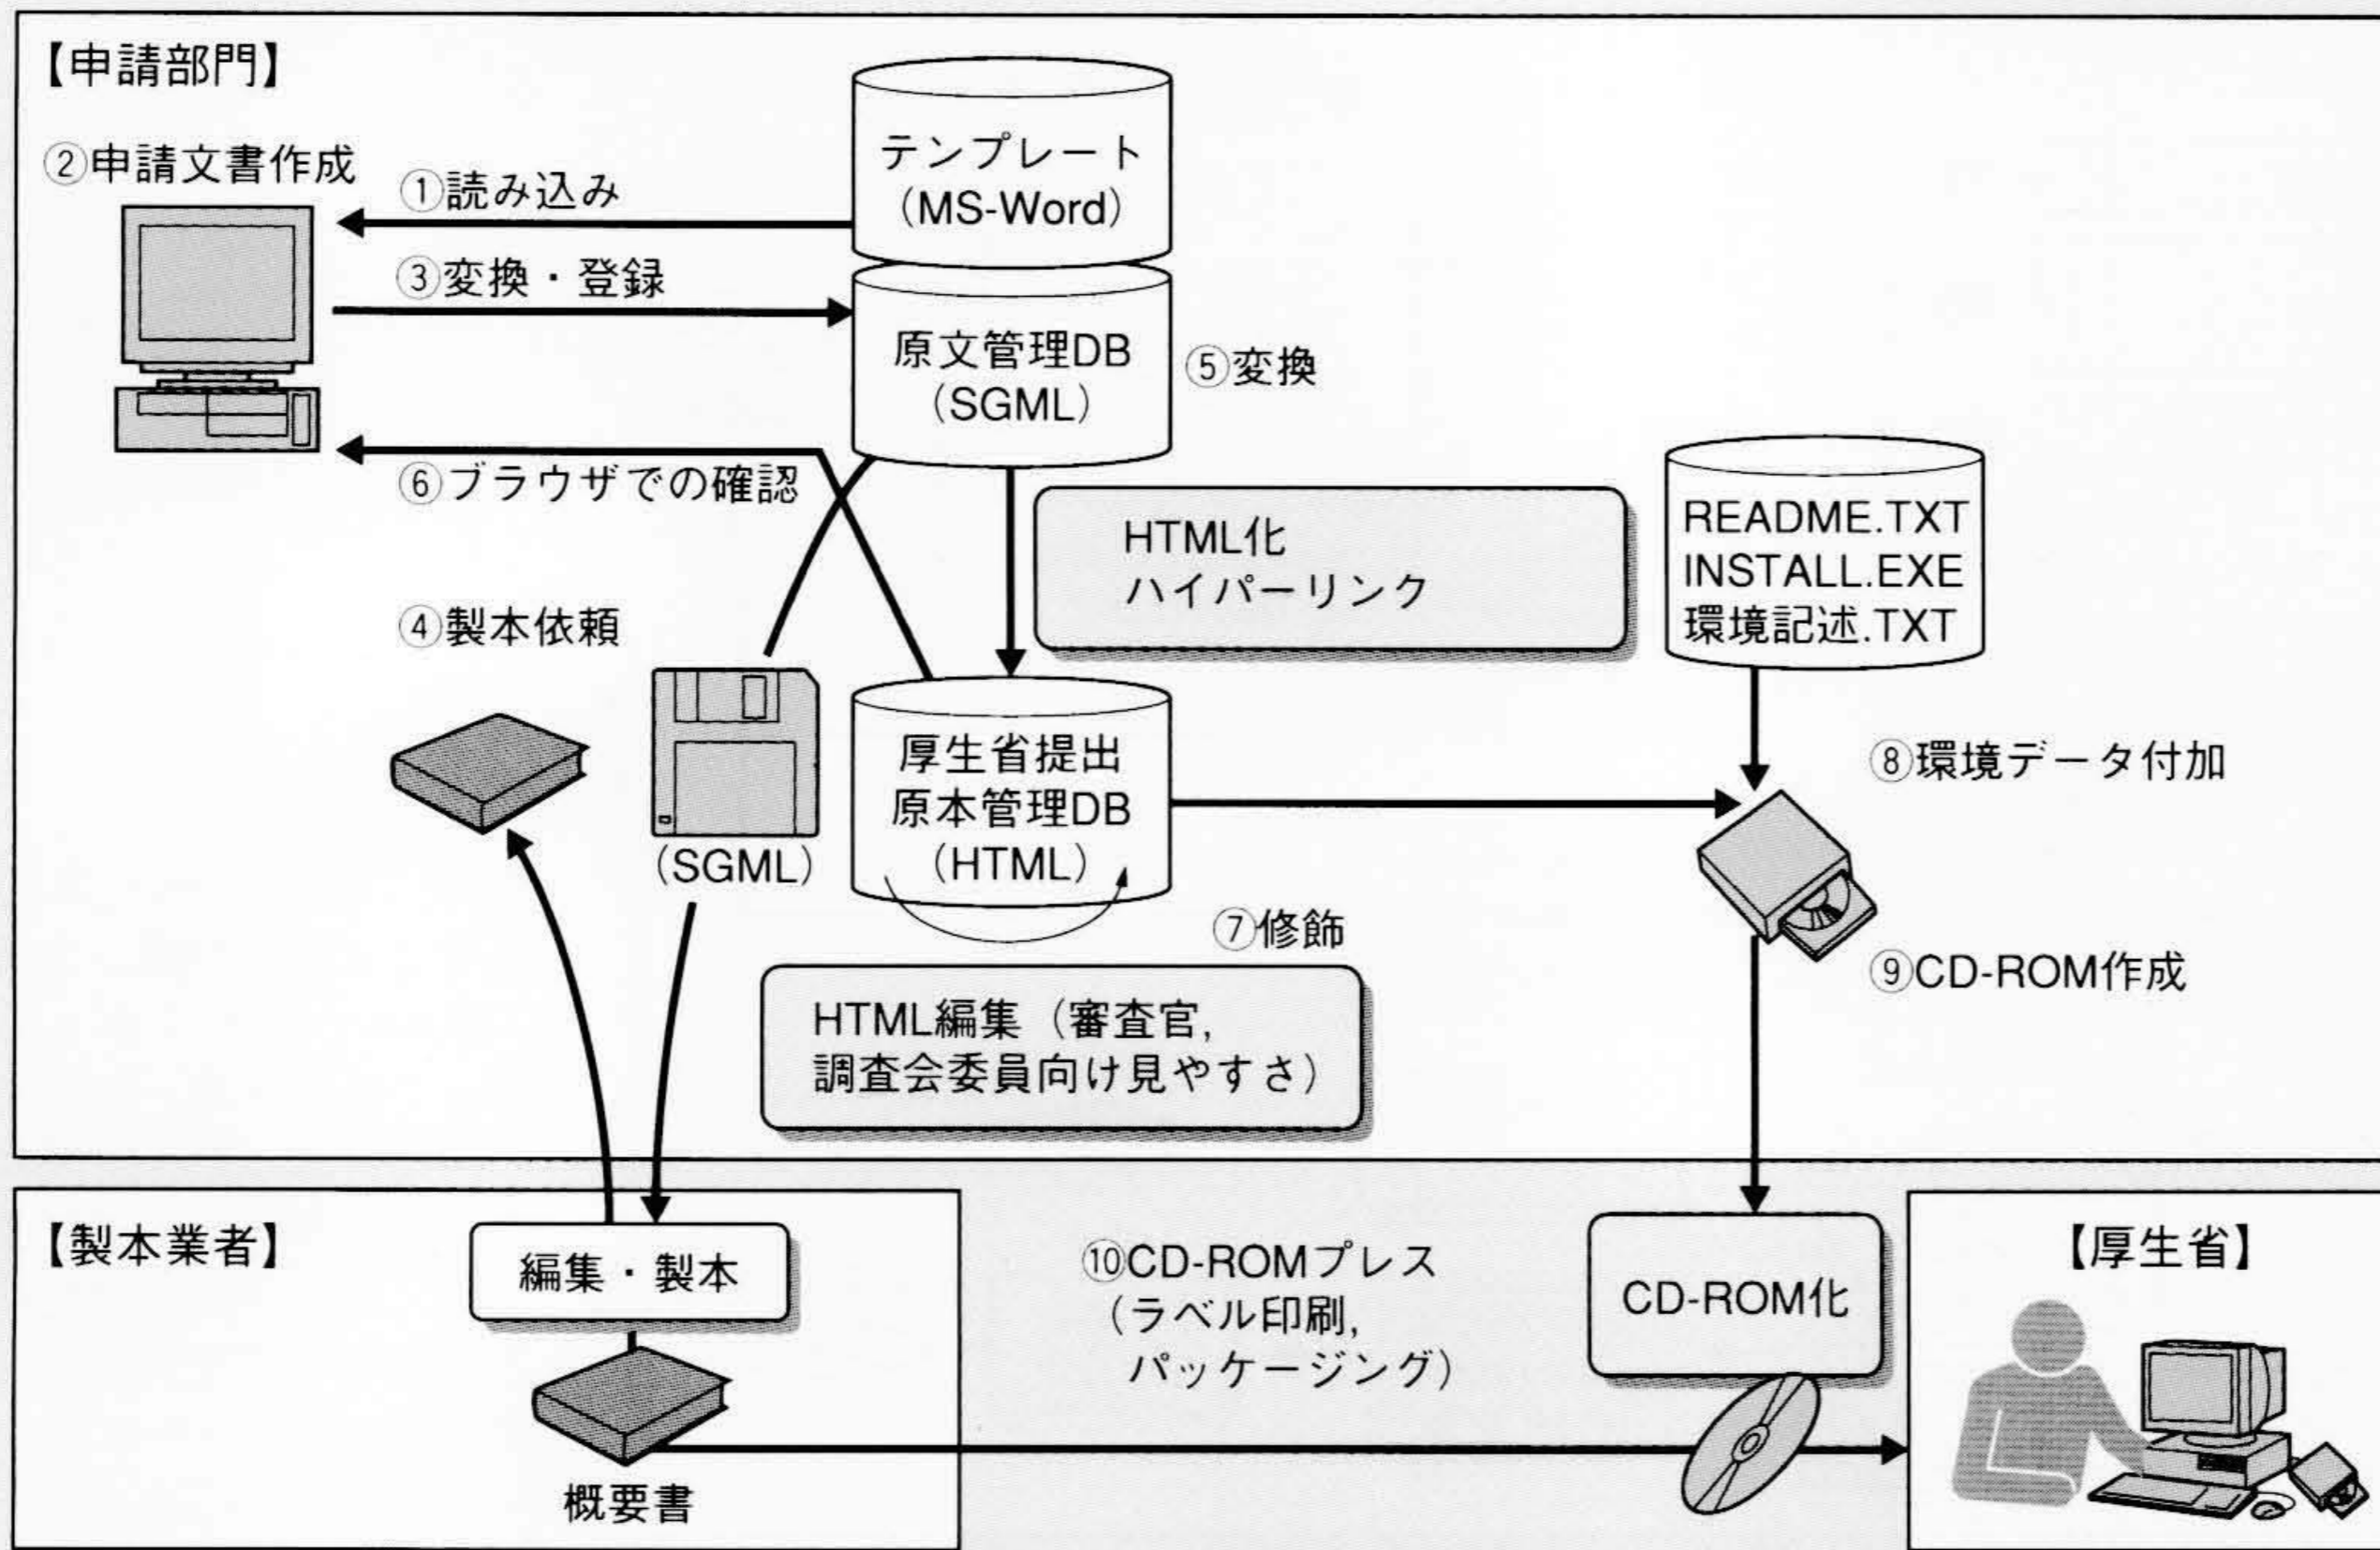 【申請部門】
②申請文書作成
①読み込み
③変換・登録
テンプレート
（MS-Word）
原文管理DB
（SGML）
⑤変換
⑥ブラウザでの確認
HTML化
ハイパーリンク
README.TXT
INSTALL.EXE
環境記述.TXT
④製本依頼
（SGML）
厚生省提出
原本管理DB
（HTML）
⑦修飾
⑧環境データ付加
⑨CD-ROM作成
HTML編集（審査官,
調査会委員向け見やすさ）
【製本業者】
編集・製本
概要書
⑩CD-ROMプレス
（ラベル印刷,
パッケージング）
CD-ROM化
【厚生省】